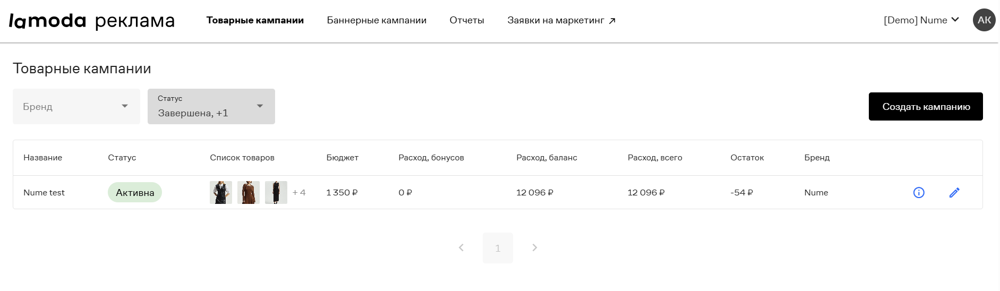 lamoda реклама Товарные кампании Баннерные кампании Отчеты Заявки на маркетинг [Demo] Nume АК
Товарные кампании
Бренд Статус Завершена, +1 Создать кампанию
Название Статус Список товаров Бюджет Расход, бонусов Расход, баланс Расход, всего Остаток Бренд
Nume test Активна + 4 1 350 ₽ 0 ₽ 12 096 ₽ 12 096 ₽ -54 ₽ Nume
1